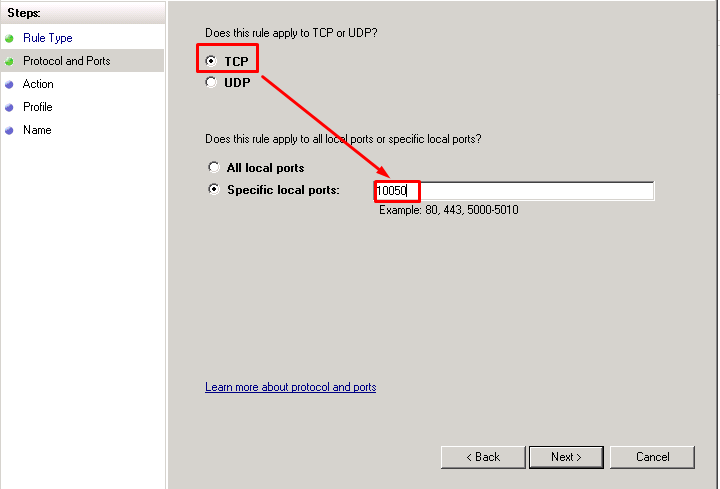 Steps:
Rule Type
Protocol and Ports
Action
Profile
Name
Does this rule apply to TCP or UDP?
TCP
UDP
Does this rule apply to all local ports or specific local ports?
All local ports
Specific local ports:
10050
Example: 80, 443, 5000-5010
Learn more about protocol and ports
< Back
Next >
Cancel